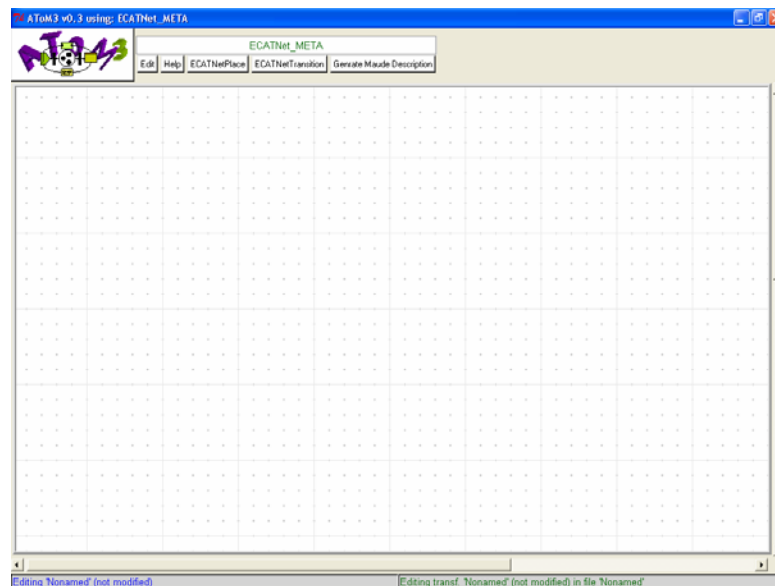 AToM3 v0.3 using: ECATNet_META
AToM3
ECATNet_META
Edit Help ECATNetPlace ECATNetTransition Genrate Maude Description
Editing 'Nonamed' (not modified) Editing transf. 'Nonamed' (not modified) in file 'Nonamed'